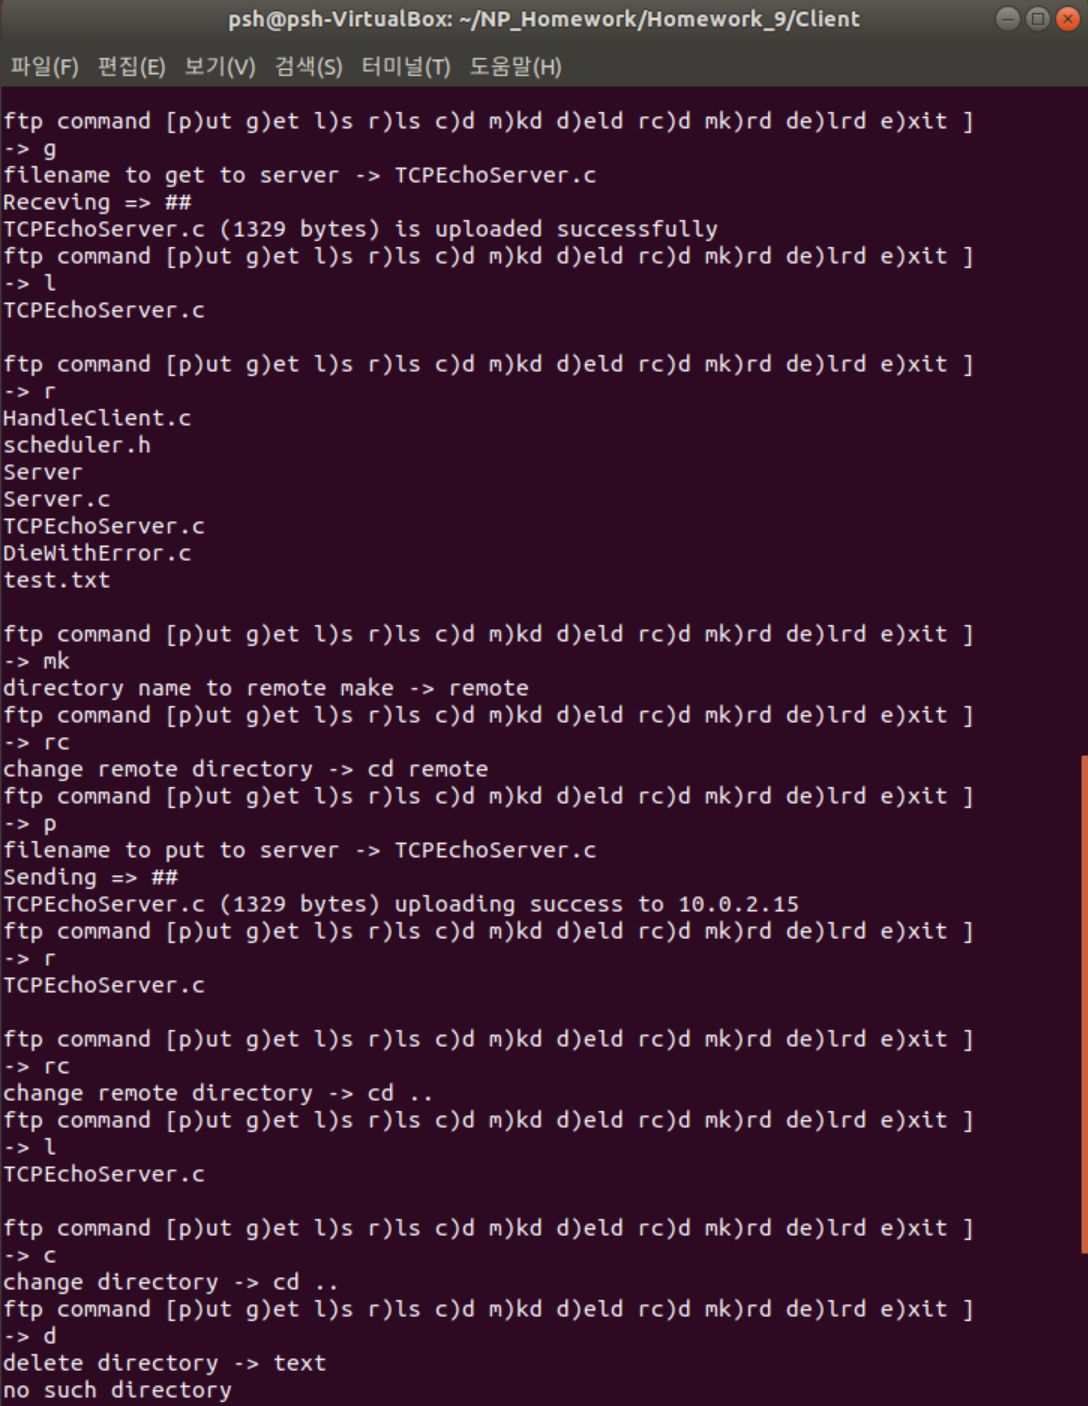 psh@psh-VirtualBox: ~/NP_Homework/Homework_9/Client
파일(F) 편집(E) 보기(V) 검색(S) 터미널(T) 도움말(H)
ftp command [p)ut g)et l)s r)ls c)d m)kd d)eld rc)d mk)rd de)lrd e)xit ]
-> g
filename to get to server -> TCPEchoServer.c
Receving => ##
TCPEchoServer.c (1329 bytes) is uploaded successfully
ftp command [p)ut g)et l)s r)ls c)d m)kd d)eld rc)d mk)rd de)lrd e)xit ]
-> l
TCPEchoServer.c
ftp command [p)ut g)et l)s r)ls c)d m)kd d)eld rc)d mk)rd de)lrd e)xit ]
-> r
HandleClient.c
scheduler.h
Server
Server.c
TCPEchoServer.c
DieWithError.c
test.txt
ftp command [p)ut g)et l)s r)ls c)d m)kd d)eld rc)d mk)rd de)lrd e)xit ]
-> mk
directory name to remote make -> remote
ftp command [p)ut g)et l)s r)ls c)d m)kd d)eld rc)d mk)rd de)lrd e)xit ]
-> rc
change remote directory -> cd remote
ftp command [p)ut g)et l)s r)ls c)d m)kd d)eld rc)d mk)rd de)lrd e)xit ]
-> p
filename to put to server -> TCPEchoServer.c
Sending => ##
TCPEchoServer.c (1329 bytes) uploading success to 10.0.2.15
ftp command [p)ut g)et l)s r)ls c)d m)kd d)eld rc)d mk)rd de)lrd e)xit ]
-> r
TCPEchoServer.c
ftp command [p)ut g)et l)s r)ls c)d m)kd d)eld rc)d mk)rd de)lrd e)xit ]
-> rc
change remote directory -> cd ..
ftp command [p)ut g)et l)s r)ls c)d m)kd d)eld rc)d mk)rd de)lrd e)xit ]
-> l
TCPEchoServer.c
ftp command [p)ut g)et l)s r)ls c)d m)kd d)eld rc)d mk)rd de)lrd e)xit ]
-> c
change directory -> cd ..
ftp command [p)ut g)et l)s r)ls c)d m)kd d)eld rc)d mk)rd de)lrd e)xit ]
-> d
delete directory -> text
no such directory